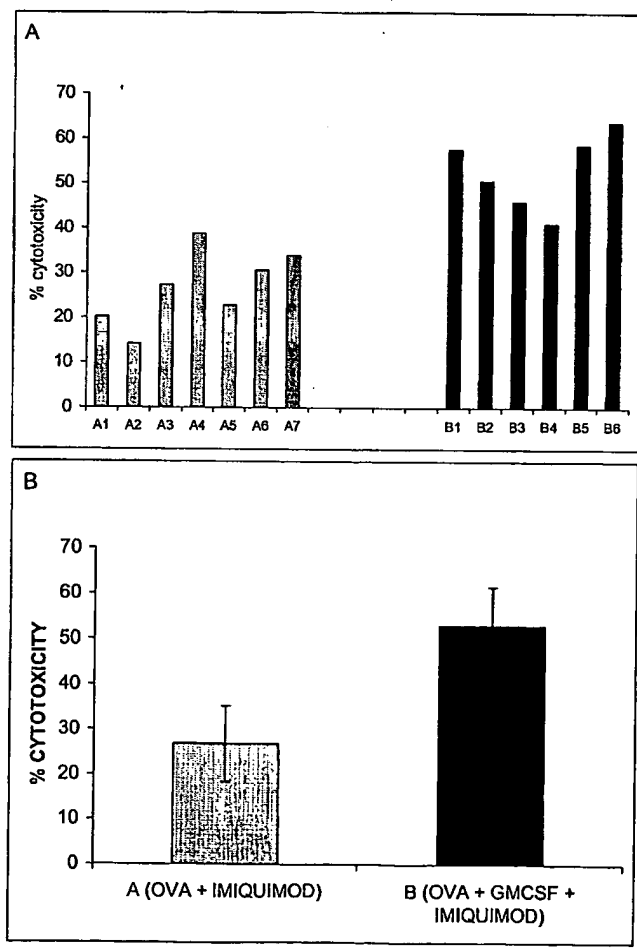 A
70
60
50
40
30
20
10
0
% cytotoxicity
A1 A2 A3 A4 A5 A6 A7 B1 B2 B3 B4 B5 B6
B
70
60
50
40
30
20
10
0
% CYTOTOXICITY
A (OVA + IMIQUIMOD) B (OVA + GMCSF +
IMIQUIMOD)